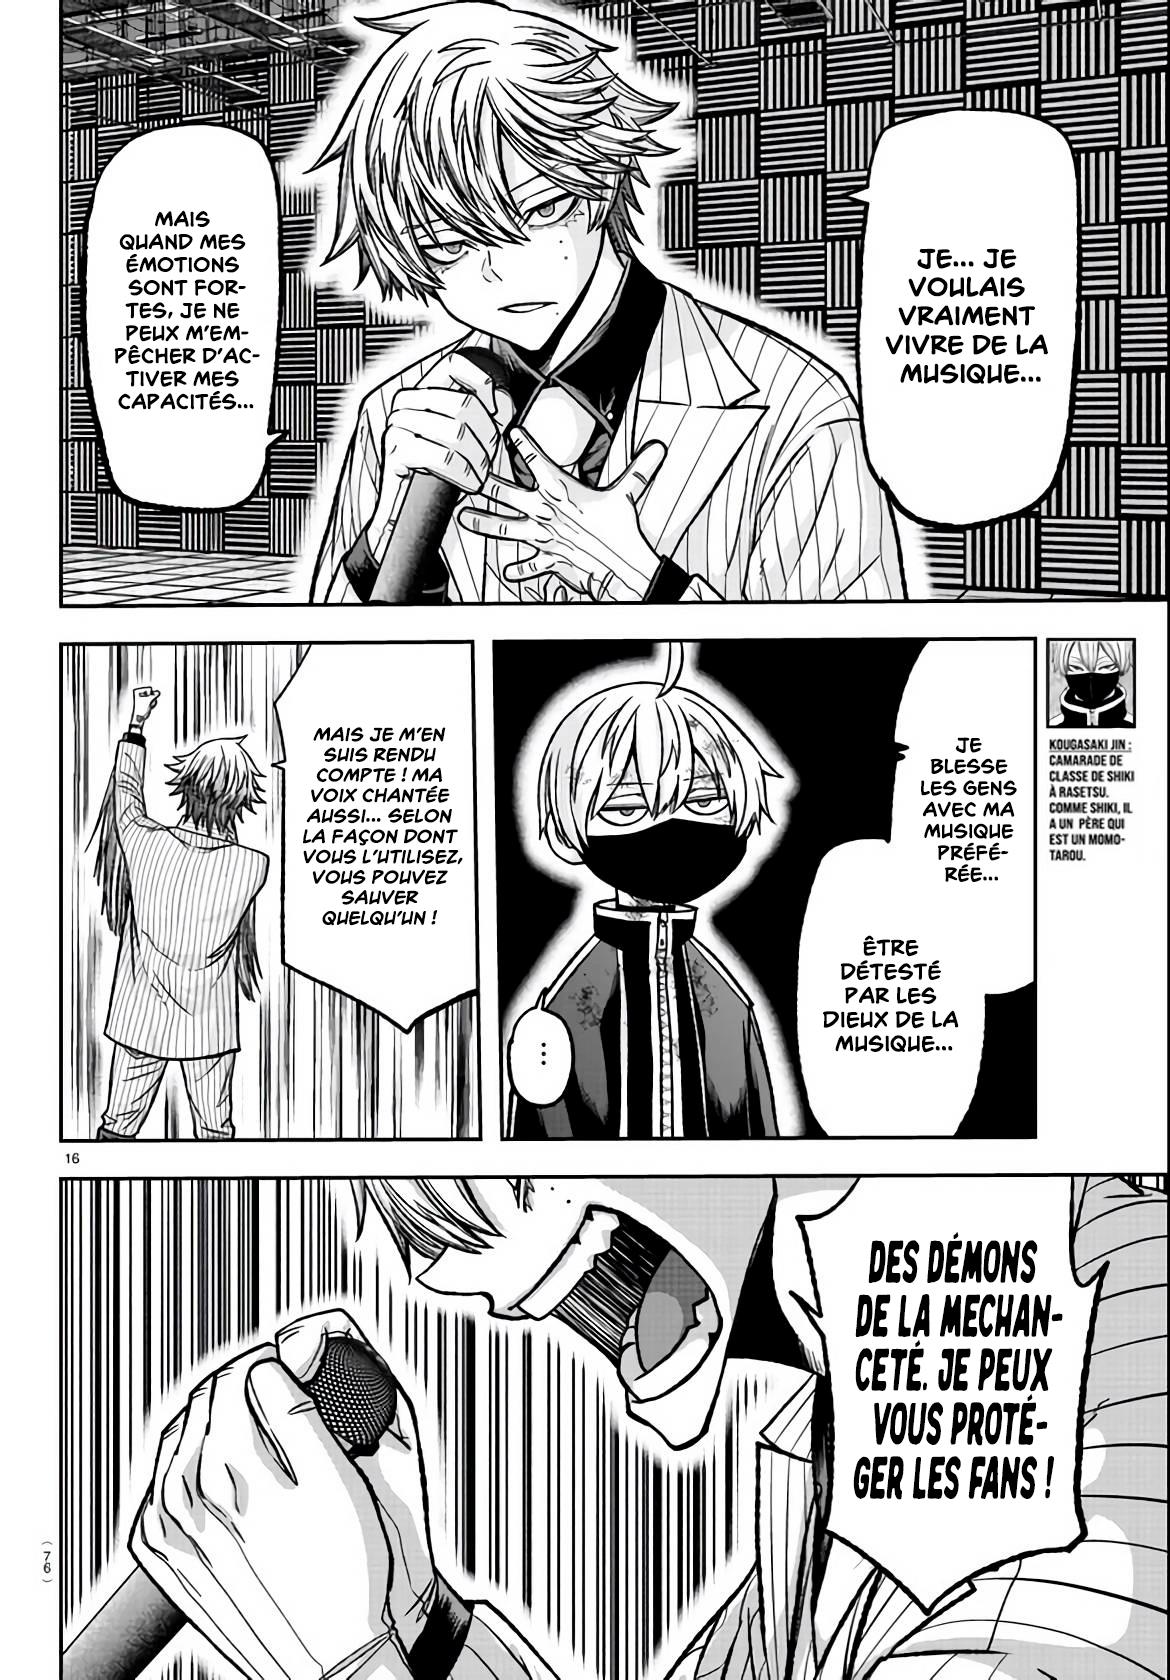 JE... JE
VOULAIS
VRAIMENT
VIVRE DE LA
MUSIQUE...
MAIS
QUAND MES
ÉMOTIONS
SONT FOR-
TES, JE NE
PEUX M'EM-
PÊCHER D'AC-
TIVER MES
CAPACITÉS...
KOUGASAKI JIN :
CAMARADE DE
CLASSE DE SHIKI
À RASETSU.
COMME SHIKI, IL
A UN PÈRE QUI
EST UN MOMO-
TAROU.
JE
BLESSE
LES GENS
AVEC MA
MUSIQUE
PRÉFÉ-
RÉE...
ÊTRE
DÉTESTÉ
PAR LES
DIEUX DE LA
MUSIQUE...
...
MAIS JE M'EN
SUIS RENDU
COMPTE ! MA
VOIX CHANTÉE
AUSSI... SELON
LA FAÇON DONT
VOUS L'UTILISEZ,
VOUS POUVEZ
SAUVER
QUELQU'UN !
16
DES DÉMONS
DE LA MECHAN-
CETÉ. JE PEUX
VOUS PROTÉ-
GER LES FANS !
(76)